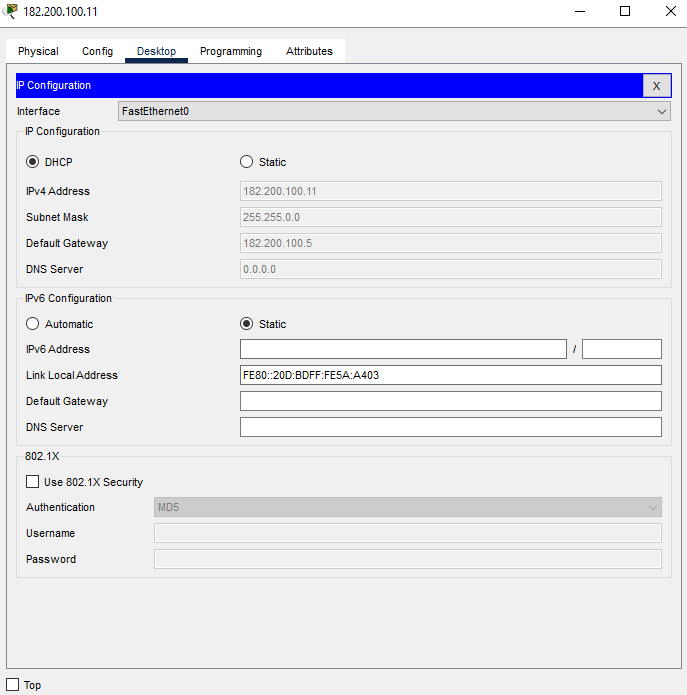 182.200.100.11
Physical Config Desktop Programming Attributes
IP Configuration X
Interface FastEthernet0
IP Configuration
DHCP Static
IPv4 Address 182.200.100.11
Subnet Mask 255.255.0.0
Default Gateway 182.200.100.5
DNS Server 0.0.0.0
IPv6 Configuration
Automatic Static
IPv6 Address /
Link Local Address FE80::20D:BDFF:FE5A:A403
Default Gateway
DNS Server
802.1X
Use 802.1X Security
Authentication MD5
Username
Password
Top